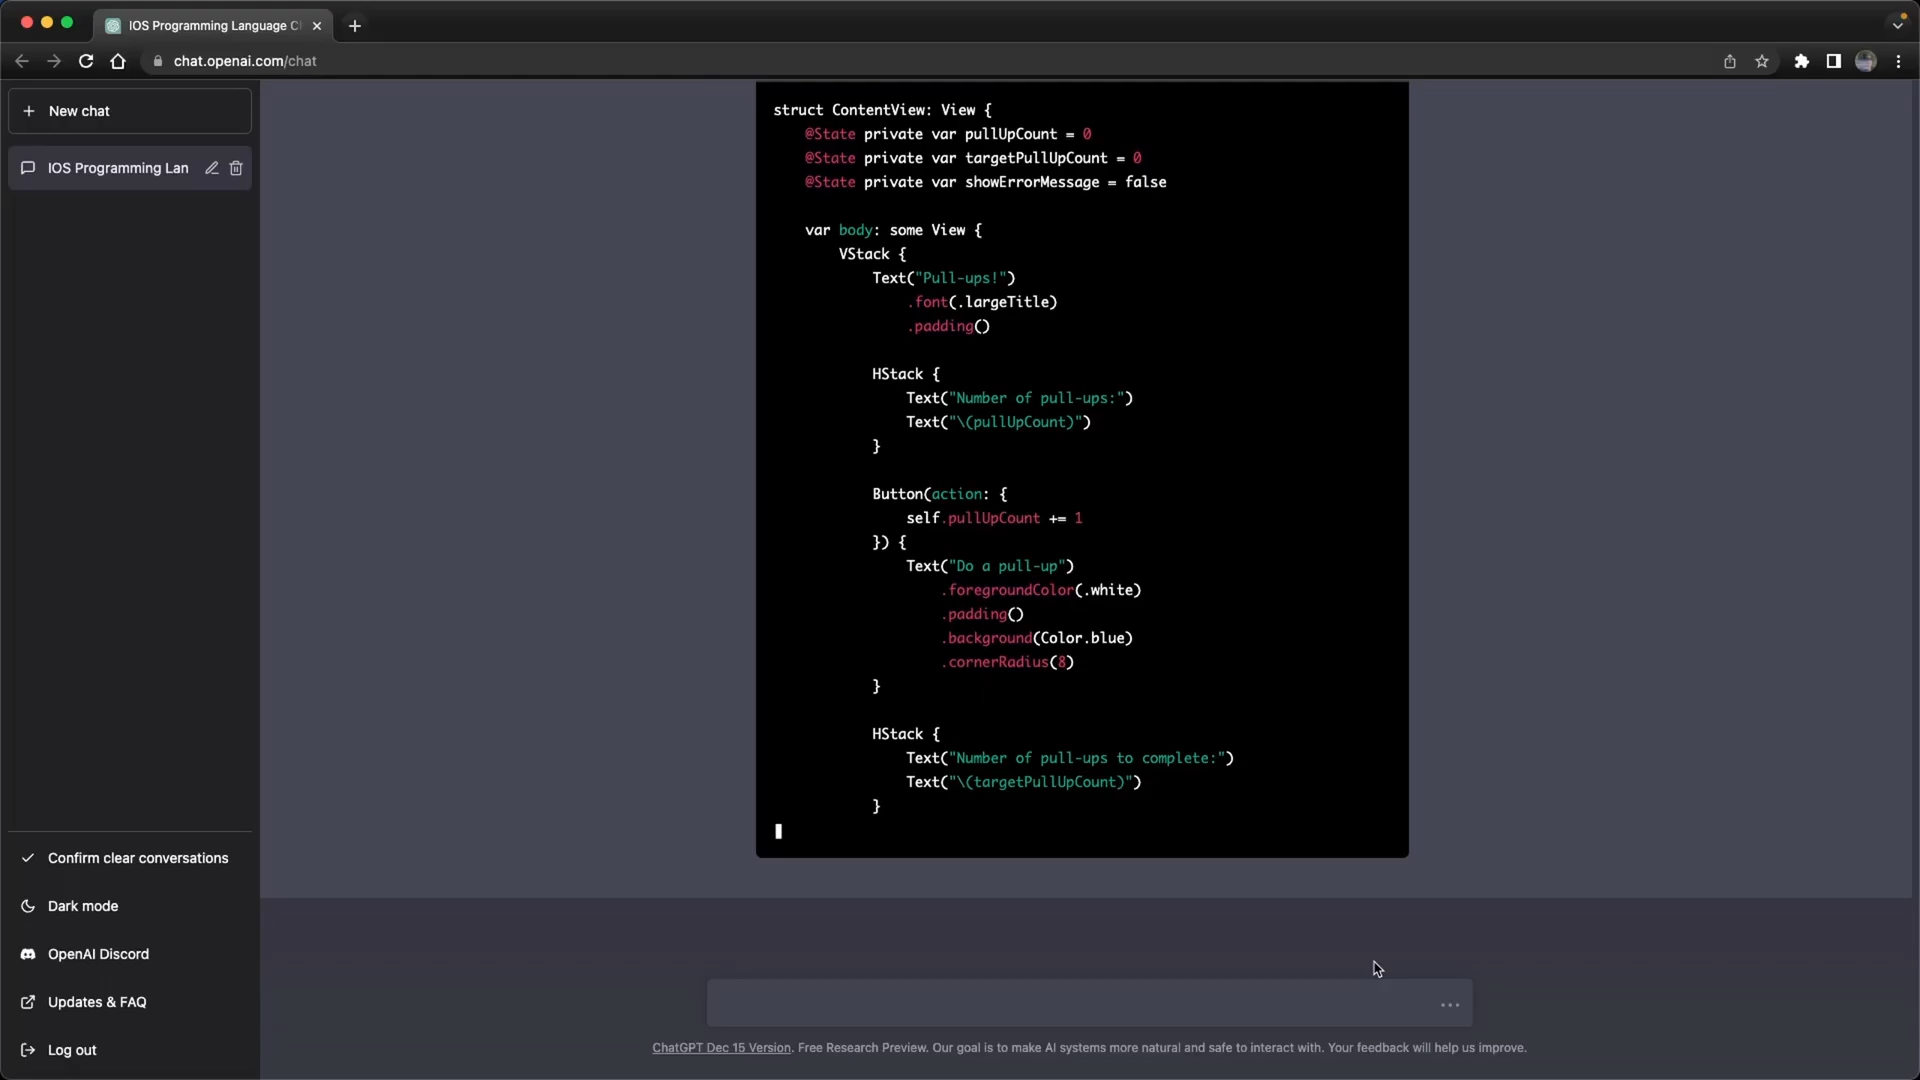 IOS Programming Language C
chat.openai.com/chat
New chat
IOS Programming Lan
struct ContentView: View {
@State private var pullUpCount = 0
@State private var targetPullUpCount = 0
@State private var showErrorMessage = false
var body: some View {
VStack {
Text("Pull-ups!")
.font(.largeTitle)
.padding()
HStack {
Text("Number of pull-ups:")
Text("\(pullUpCount)")
}
Button(action: {
self.pullUpCount += 1
}) {
Text("Do a pull-up")
.foregroundColor(.white)
.padding()
.background(Color.blue)
.cornerRadius(8)
}
HStack {
Text("Number of pull-ups to complete:")
Text("\(targetPullUpCount)")
}
Confirm clear conversations
Dark mode
OpenAI Discord
Updates & FAQ
Log out
ChatGPT Dec 15 Version. Free Research Preview. Our goal is to make AI systems more natural and safe to interact with. Your feedback will help us improve.